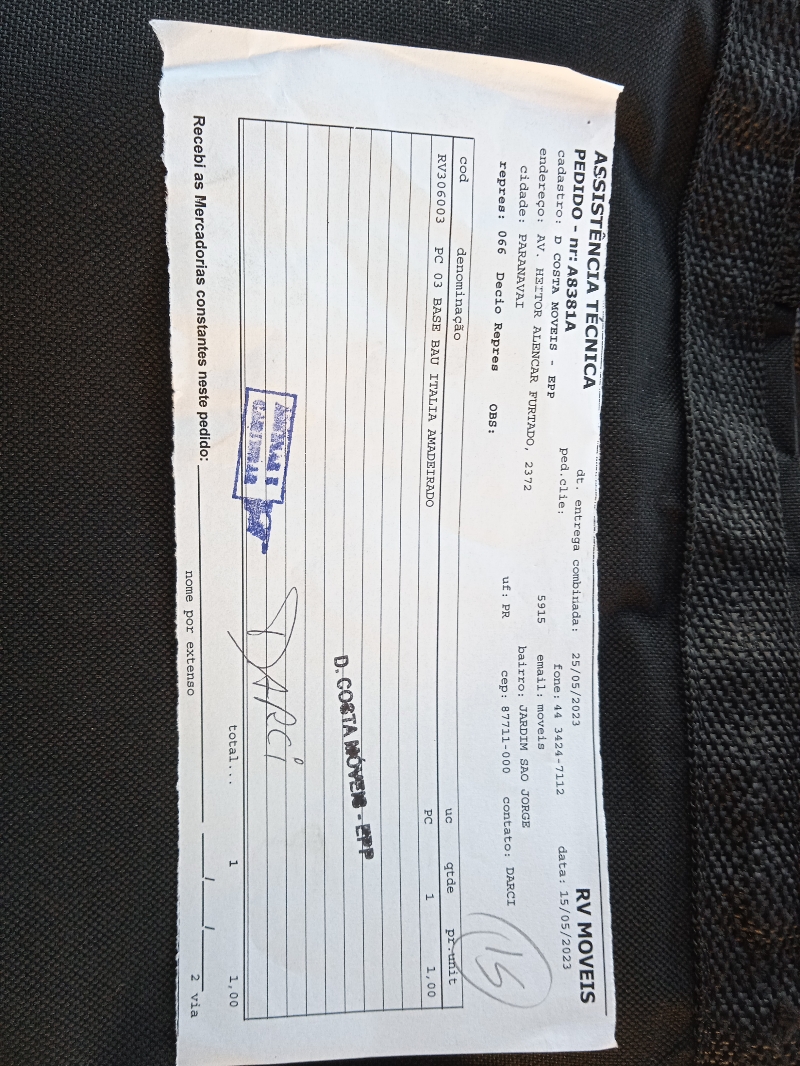 ASSISTÊNCIA TÉCNICA RV MOVEIS
PEDIDO - nr: A8381A dt. entrega combinada: 25/05/2023 data: 15/05/2023
cadastro: D COSTA MOVEIS - EPP ped.clie: fone: 44 3424-7112
endereço: AV. HEITOR ALENCAR FURTADO, 2372 5915 email: moveis
cidade: PARANAVAI bairro: JARDIM SAO JORGE
repres: 066 Decio Repres OBS: uf: PR cep: 87711-000 contato: DARCI
15
cod denominação uc qtde pr.unit
RV306003 PC 03 BASE BAU ITALIA AMADEIRADO PC 1 1,00
D. COSTA MÓVEIS - EPP
DARCi
total... 1 1,00
Recebi as Mercadorias constantes neste pedido: ____ / ____ / ____
nome por extenso 2 via